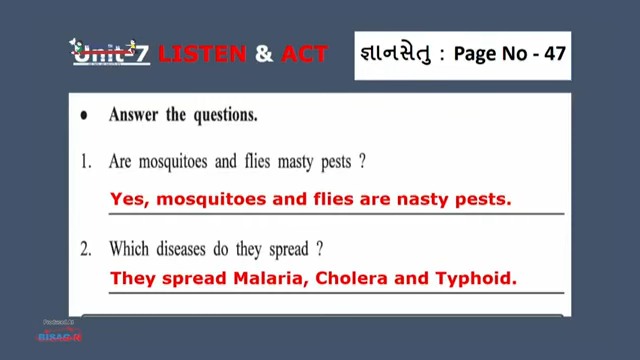 Unit-7 LISTEN & ACT
જ્ઞાનસેતુ : Page No - 47
• Answer the questions.
1. Are mosquitoes and flies masty pests ?
Yes, mosquitoes and flies are nasty pests.
2. Which diseases do they spread ?
They spread Malaria, Cholera and Typhoid.
BISAG-N